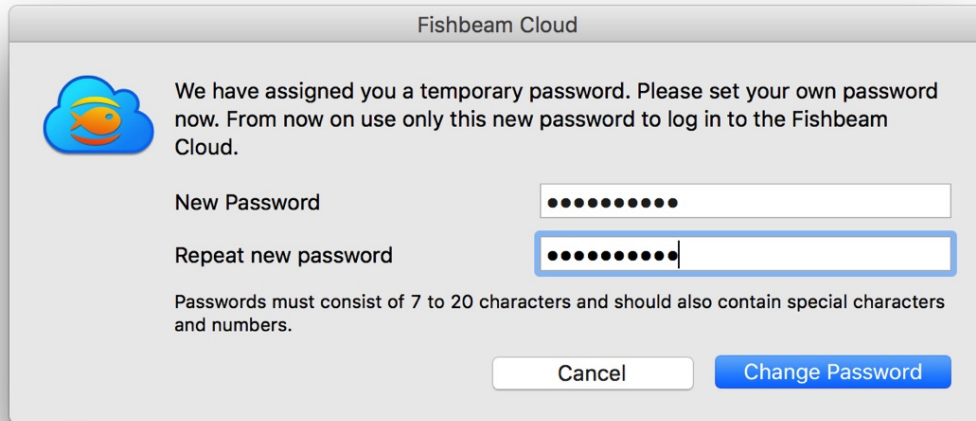 Fishbeam Cloud
We have assigned you a temporary password. Please set your own password
now. From now on use only this new password to log in to the Fishbeam
Cloud.
New Password ••••••••••
Repeat new password ••••••••••
Passwords must consist of 7 to 20 characters and should also contain special characters
and numbers.
Cancel Change Password